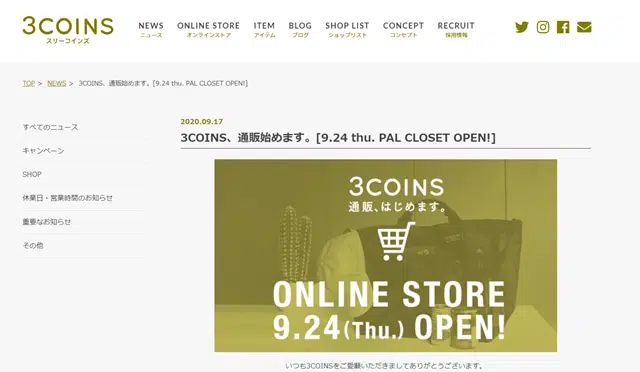 3COINS
スリーコインズ
NEWS
ニュース
ONLINE STORE
オンラインストア
ITEM
アイテム
BLOG
ブログ
SHOP LIST
ショップリスト
CONCEPT
コンセプト
RECRUIT
採用情報
TOP > NEWS > 3COINS、通販始めます。[9.24 thu. PAL CLOSET OPEN!]
すべてのニュース
キャンペーン
SHOP
休業日・営業時間のお知らせ
重要なお知らせ
その他
2020.09.17
3COINS、通販始めます。[9.24 thu. PAL CLOSET OPEN!]
3COINS
通販、はじめます。
ONLINE STORE
9.24(Thu.) OPEN!
いつも3COINSをご愛顧いただきましてありがとうございます。